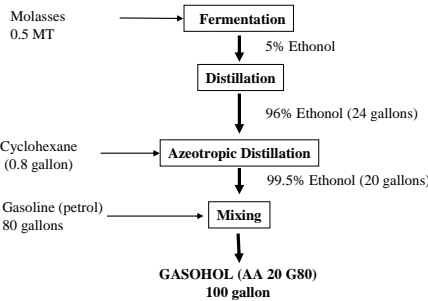 Molasses
0.5 MT
Fermentation
5% Ethonol
Distillation
96% Ethonol (24 gallons)
Cyclohexane
(0.8 gallon)
Azeotropic Distillation
99.5% Ethonol (20 gallons)
Gasoline (petrol)
80 gallons
Mixing
GASOHOL (AA 20 G80)
100 gallon